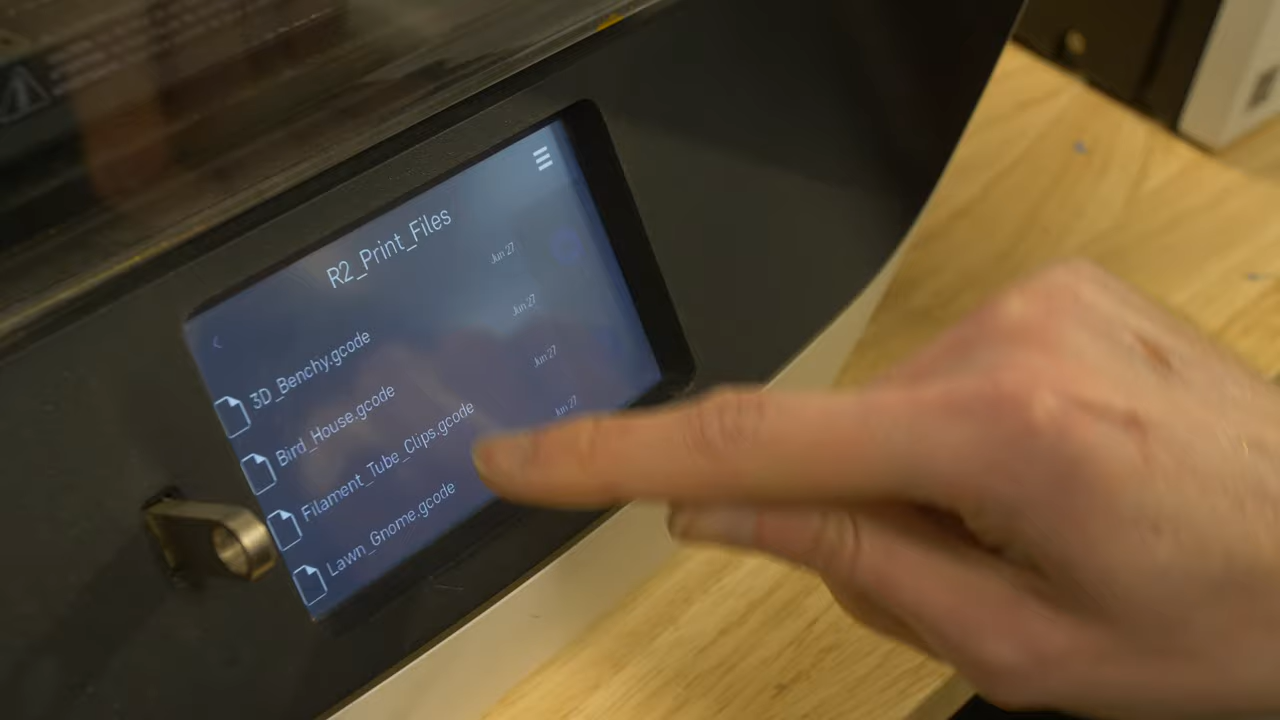 R2_Print_Files
3D_Benchy.gcode Jun 27
Bird_House.gcode Jun 27
Filament_Tube_Clips.gcode Jun 27
Lawn_Gnome.gcode Jun 27